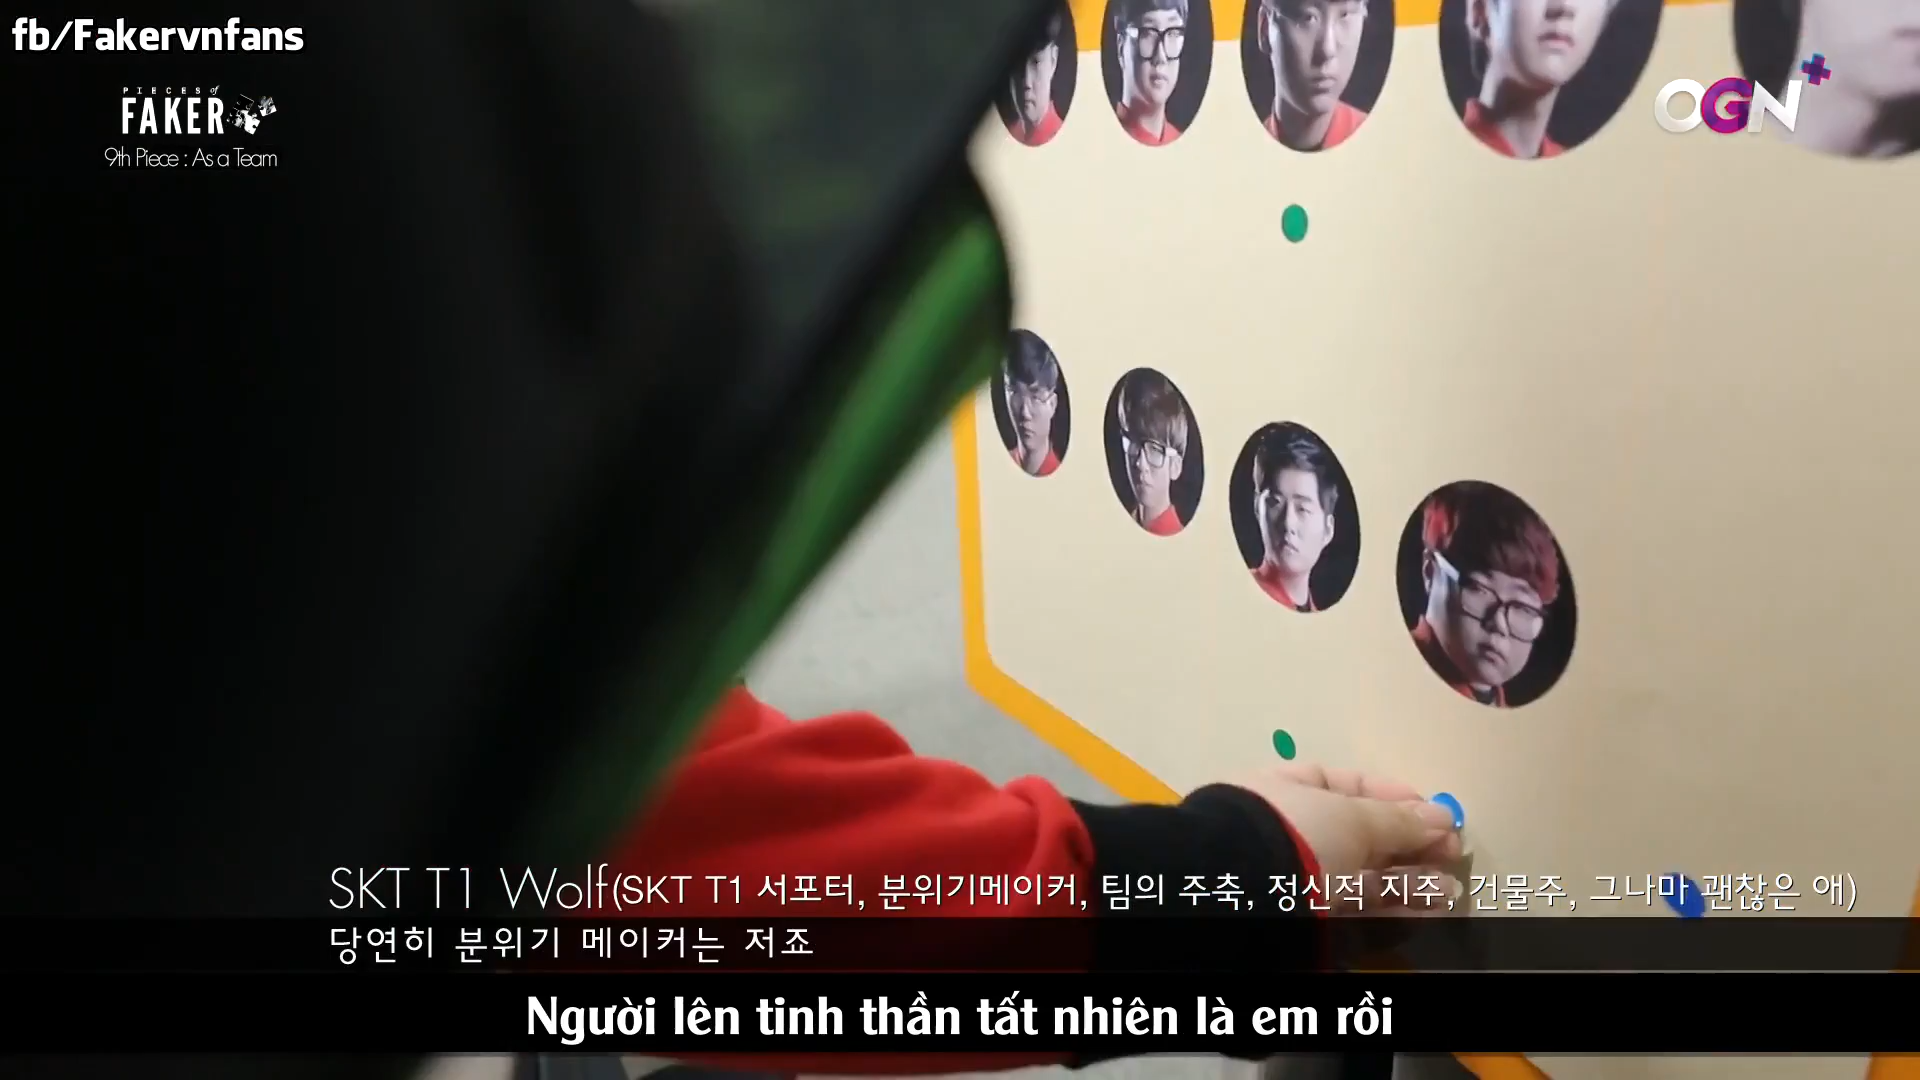 fb/Fakervnfans
PIECES of
FAKER
9th Piece : As a Team
OGN+
SKT T1 Wolf(SKT T1 서포터, 분위기메이커, 팀의 주축, 정신적 지주, 건물주, 그나마 괜찮은 애)
당연히 분위기 메이커는 저죠
Người lên tinh thần tất nhiên là em rồi